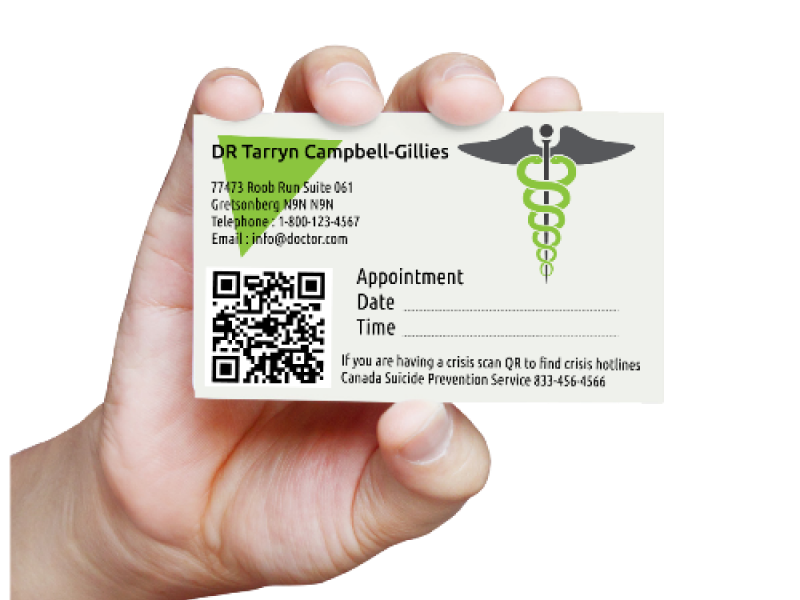 DR Tarryn Campbell-Gillies
77473 Roob Run Suite 061
Gretsonberg N9N N9N
Telephone : 1-800-123-4567
Email : info@doctor.com
Appointment
Date
Time
If you are having a crisis scan QR to find crisis hotlines
Canada Suicide Prevention Service 833-456-4566